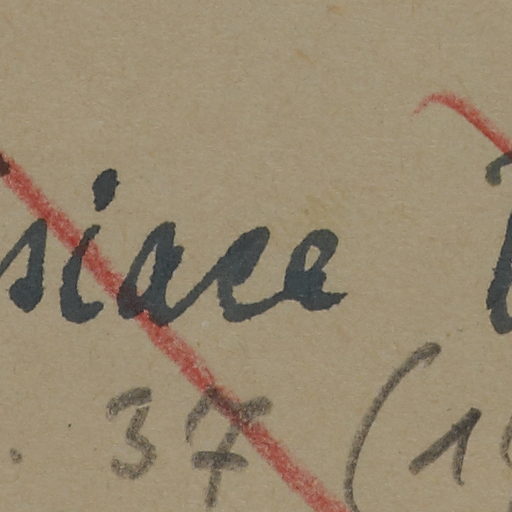 siace
. 37 (1